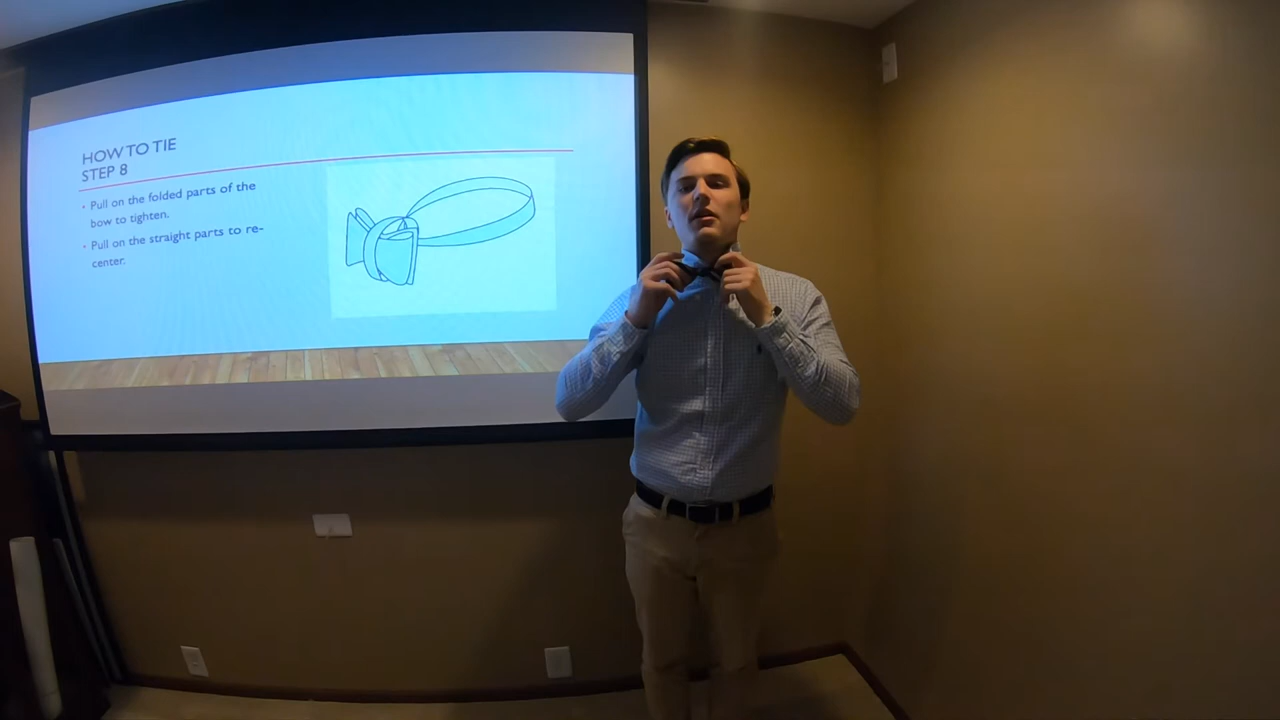 HOW TO TIE
STEP 8
• Pull on the folded parts of the
bow to tighten.
• Pull on the straight parts to re-
center.